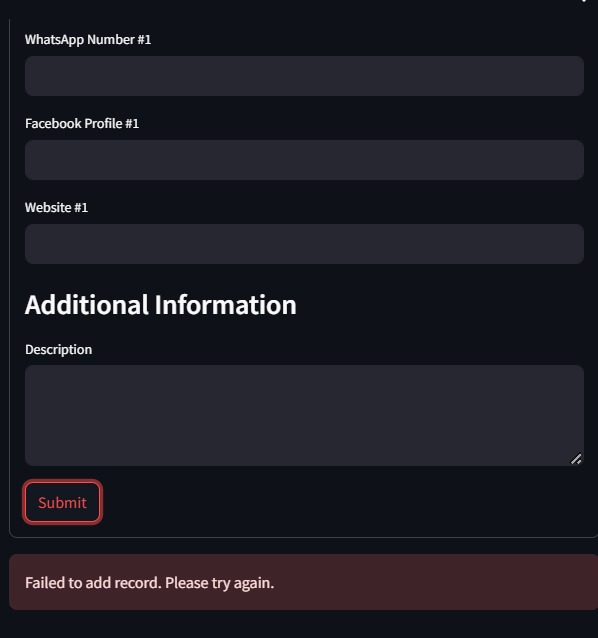 WhatsApp Number #1
Facebook Profile #1
Website #1
Additional Information
Description
Submit
Failed to add record. Please try again.